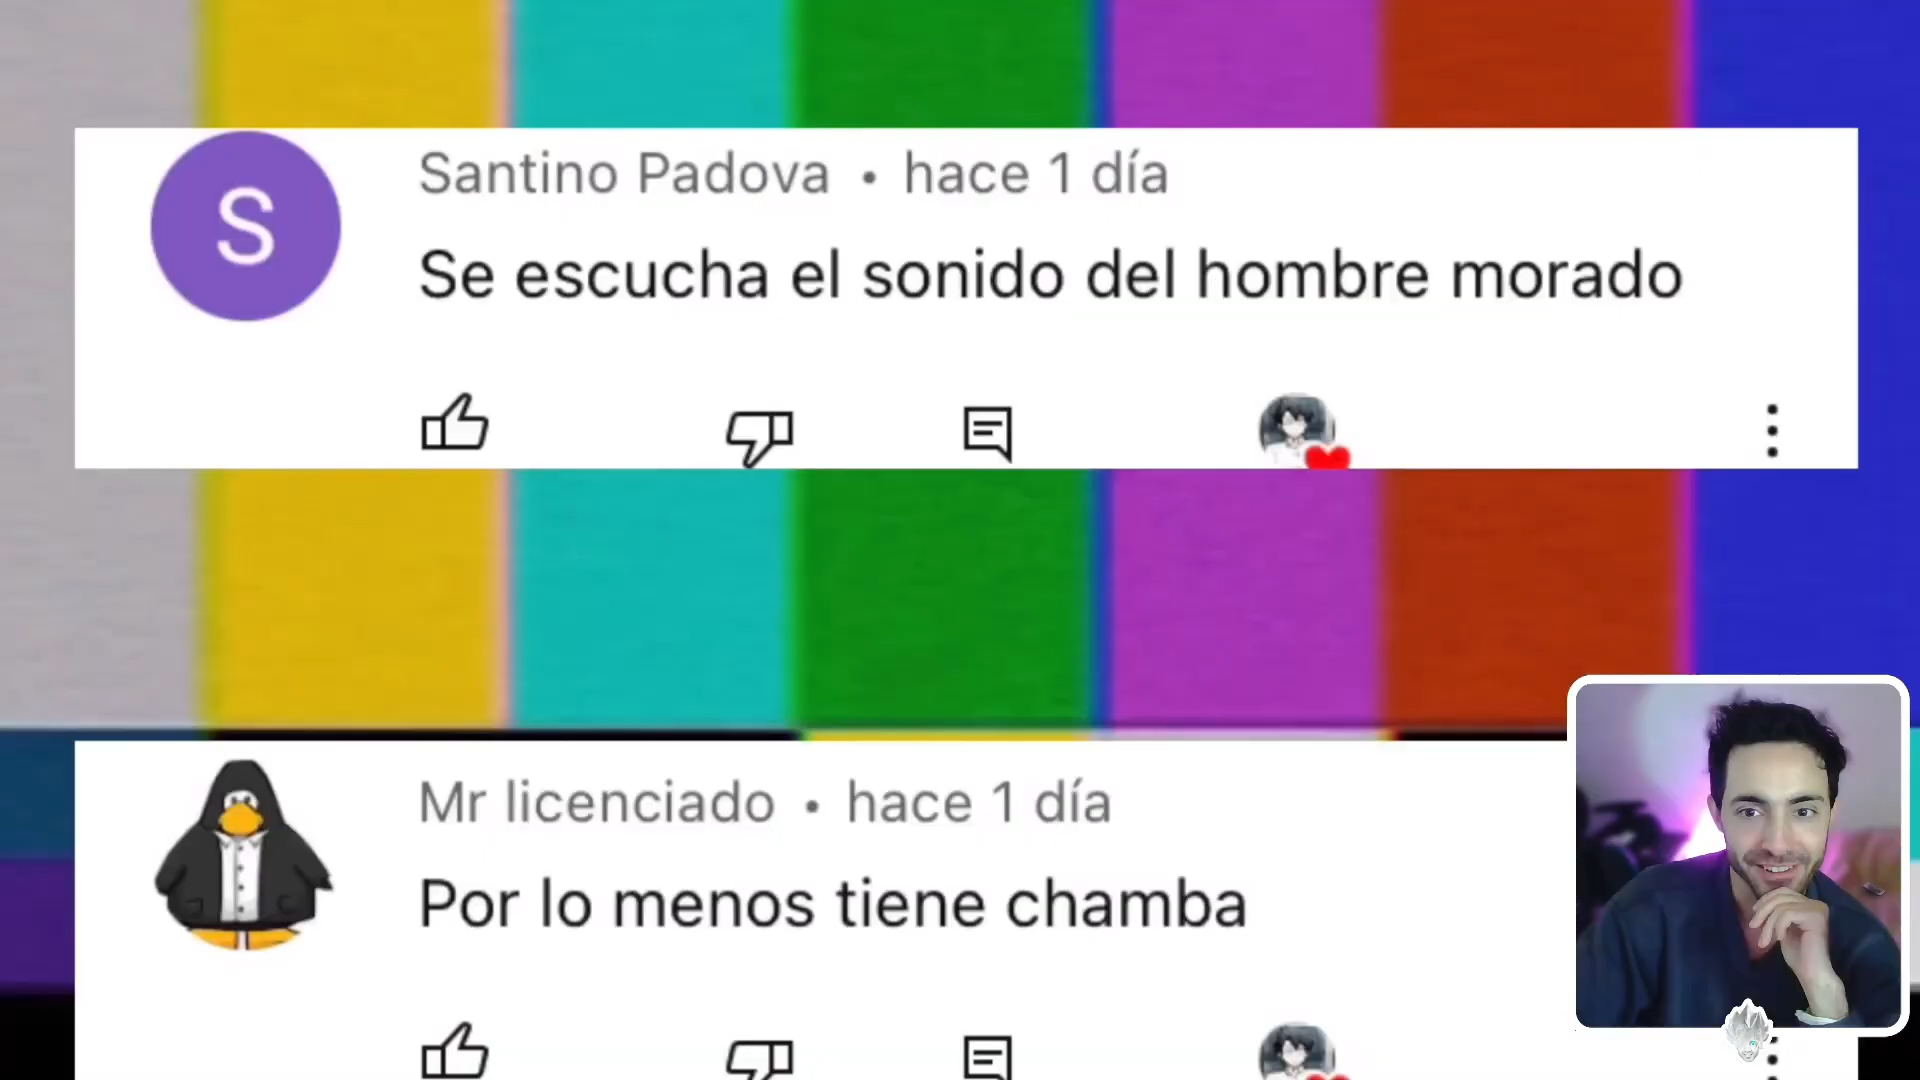 S
Santino Padova • hace 1 día
Se escucha el sonido del hombre morado
Mr licenciado • hace 1 día
Por lo menos tiene chamba